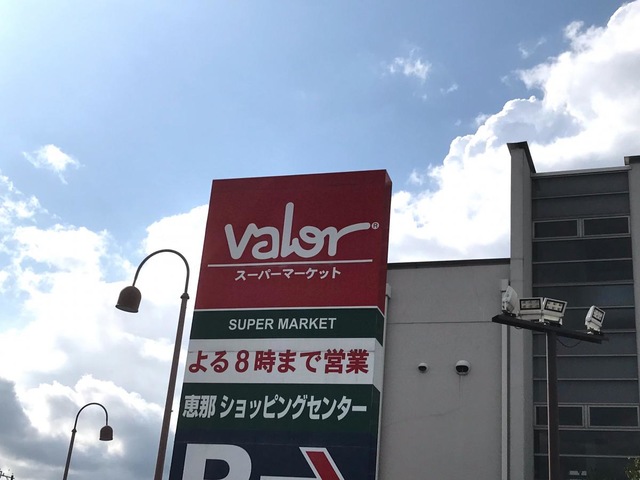 valor®
スーパーマーケット
SUPER MARKET
よる8時まで営業
恵那 ショッピングセンター